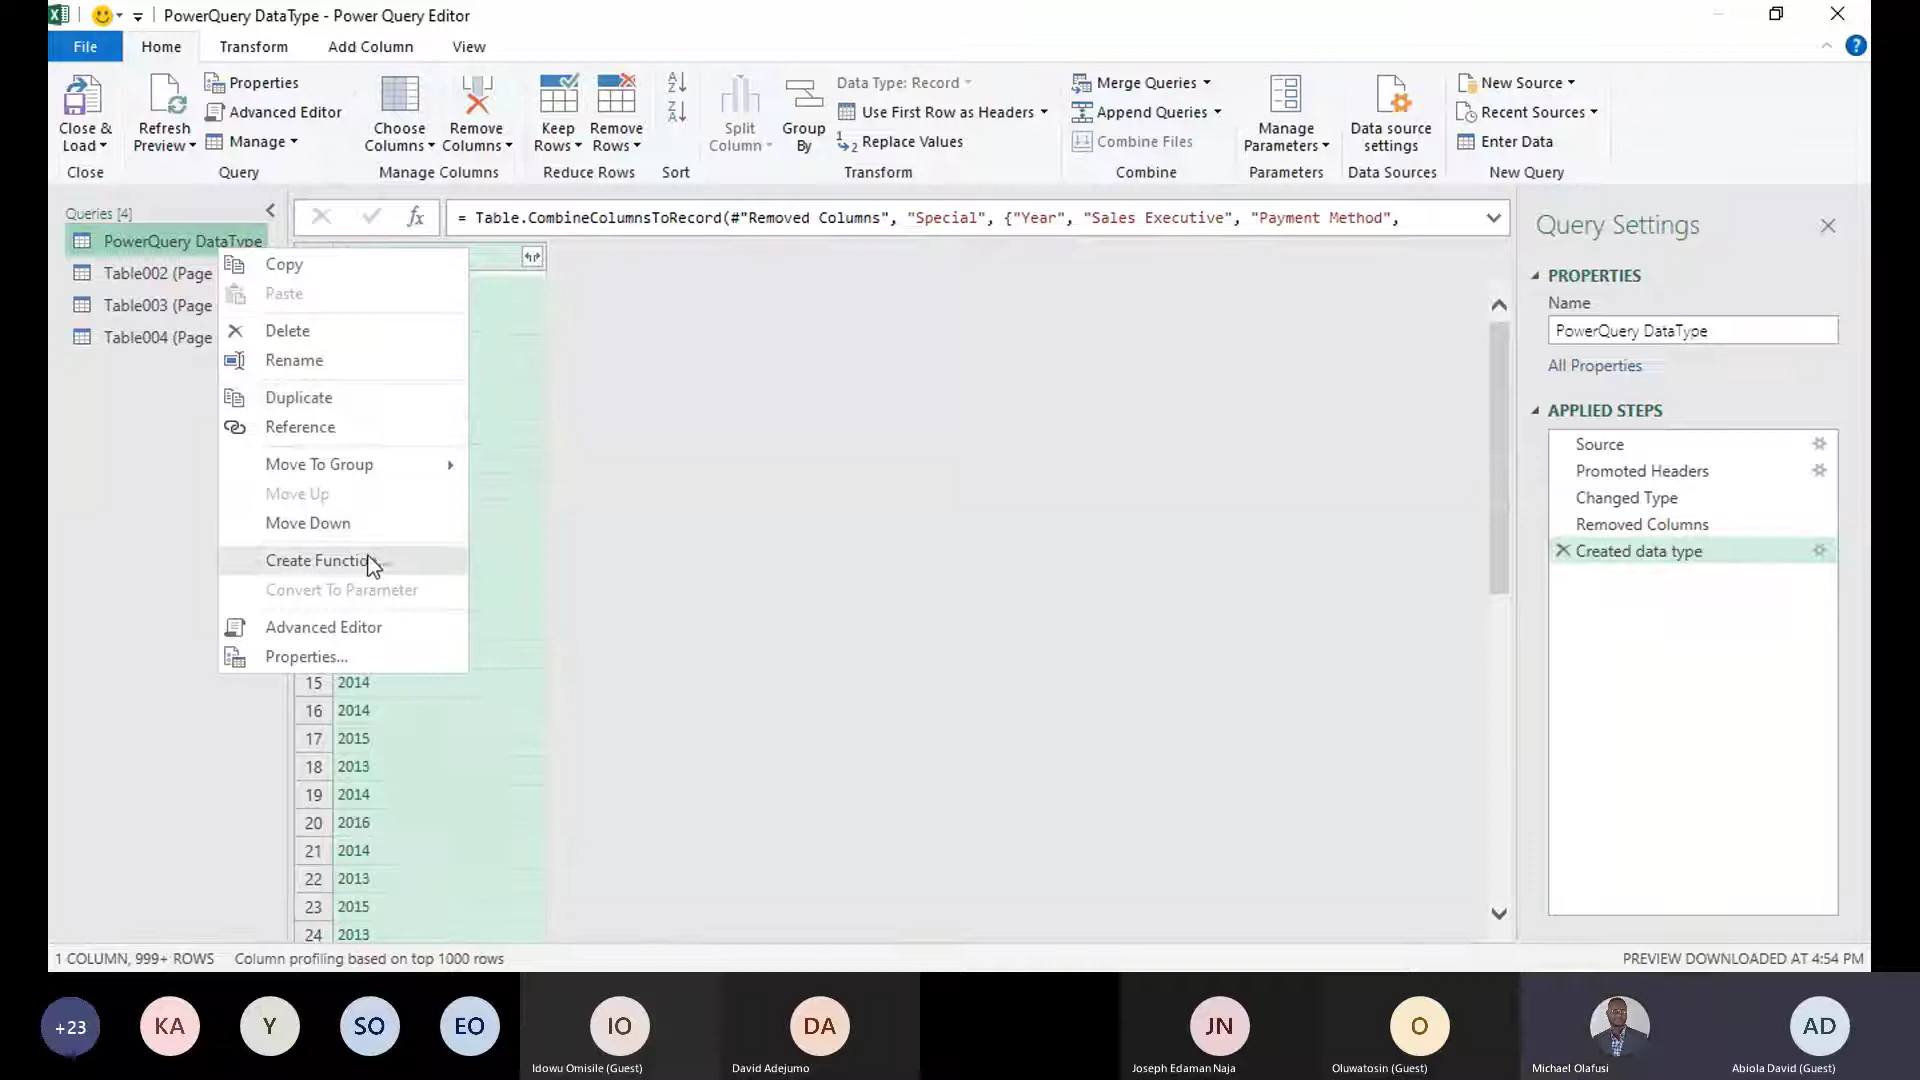 PowerQuery DataType - Power Query Editor
File
Home
Transform
Add Column
View
Close &
Load
Close
Refresh
Preview
Properties
Advanced Editor
Manage
Query
Choose
Columns
Remove
Columns
Manage Columns
Keep
Rows
Remove
Rows
Reduce Rows
Sort
Split
Column
Group
By
Data Type: Record
Use First Row as Headers
Replace Values
Transform
Merge Queries
Append Queries
Combine Files
Combine
Manage
Parameters
Parameters
Data source
settings
Data Sources
New Source
Recent Sources
Enter Data
New Query
Queries [4]
PowerQuery DataType
Table002 (Page
Table003 (Page
Table004 (Page
fx
= Table.CombineColumnsToRecord(#"Removed Columns", "Special", {"Year", "Sales Executive", "Payment Method",
Copy
Paste
Delete
Rename
Duplicate
Reference
Move To Group
Move Up
Move Down
Create Functi
Convert To Parameter
Advanced Editor
Properties...
15 2014
16 2014
17 2015
18 2013
19 2014
20 2016
21 2014
22 2013
23 2015
24 2013
Query Settings
PROPERTIES
Name
PowerQuery DataType
All Properties
APPLIED STEPS
Source
Promoted Headers
Changed Type
Removed Columns
Created data type
1 COLUMN, 999+ ROWS
Column profiling based on top 1000 rows
PREVIEW DOWNLOADED AT 4:54 PM
+23
KA
Y
SO
EO
IO
Idowu Omisile (Guest)
DA
David Adejumo
JN
Joseph Edaman Naja
O
Oluwatosin (Guest)
Michael Olafusi
AD
Abiola David (Guest)